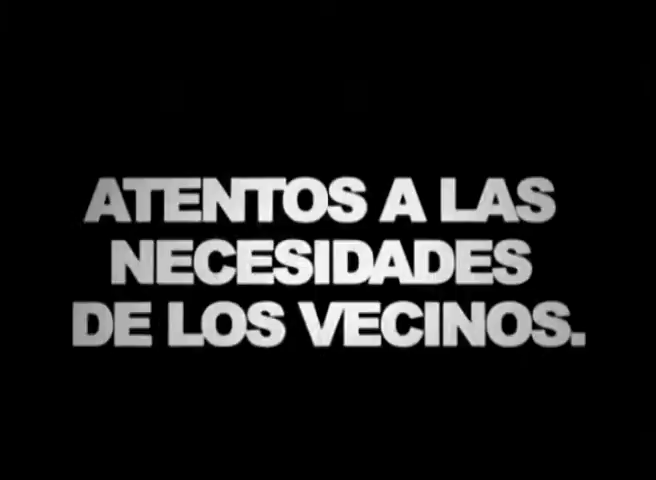 ATENTOS A LAS
NECESIDADES
DE LOS VECINOS.